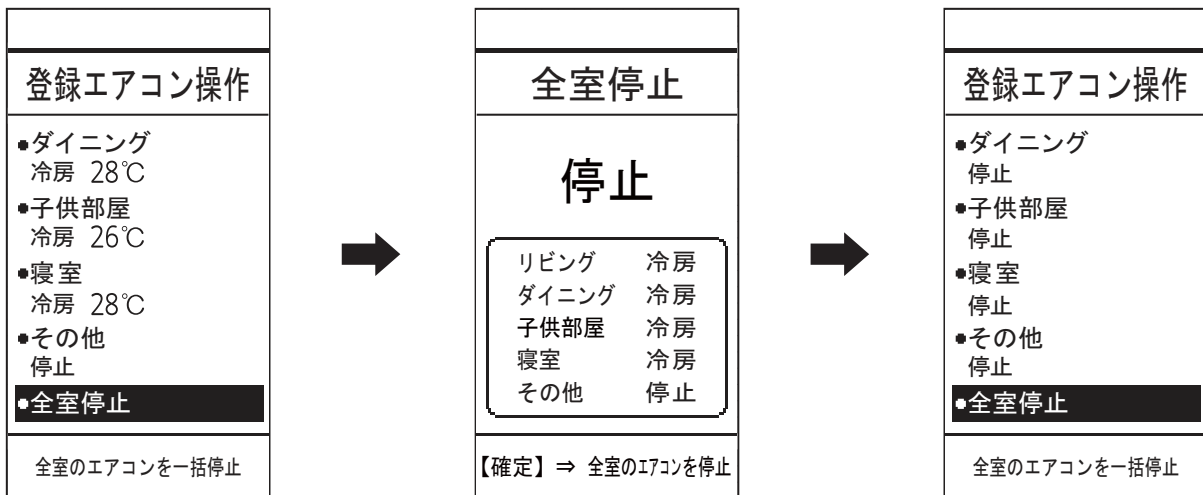 登録エアコン操作
●ダイニング
冷房 28℃
●子供部屋
冷房 26℃
●寝室
冷房 28℃
●その他
停止
●全室停止
全室のエアコンを一括停止
全室停止
停止
リビング 冷房
ダイニング 冷房
子供部屋 冷房
寝室 冷房
その他 停止
【確定】⇒ 全室のｴｱｺﾝを停止
登録エアコン操作
●ダイニング
停止
●子供部屋
停止
●寝室
停止
●その他
停止
●全室停止
全室のエアコンを一括停止